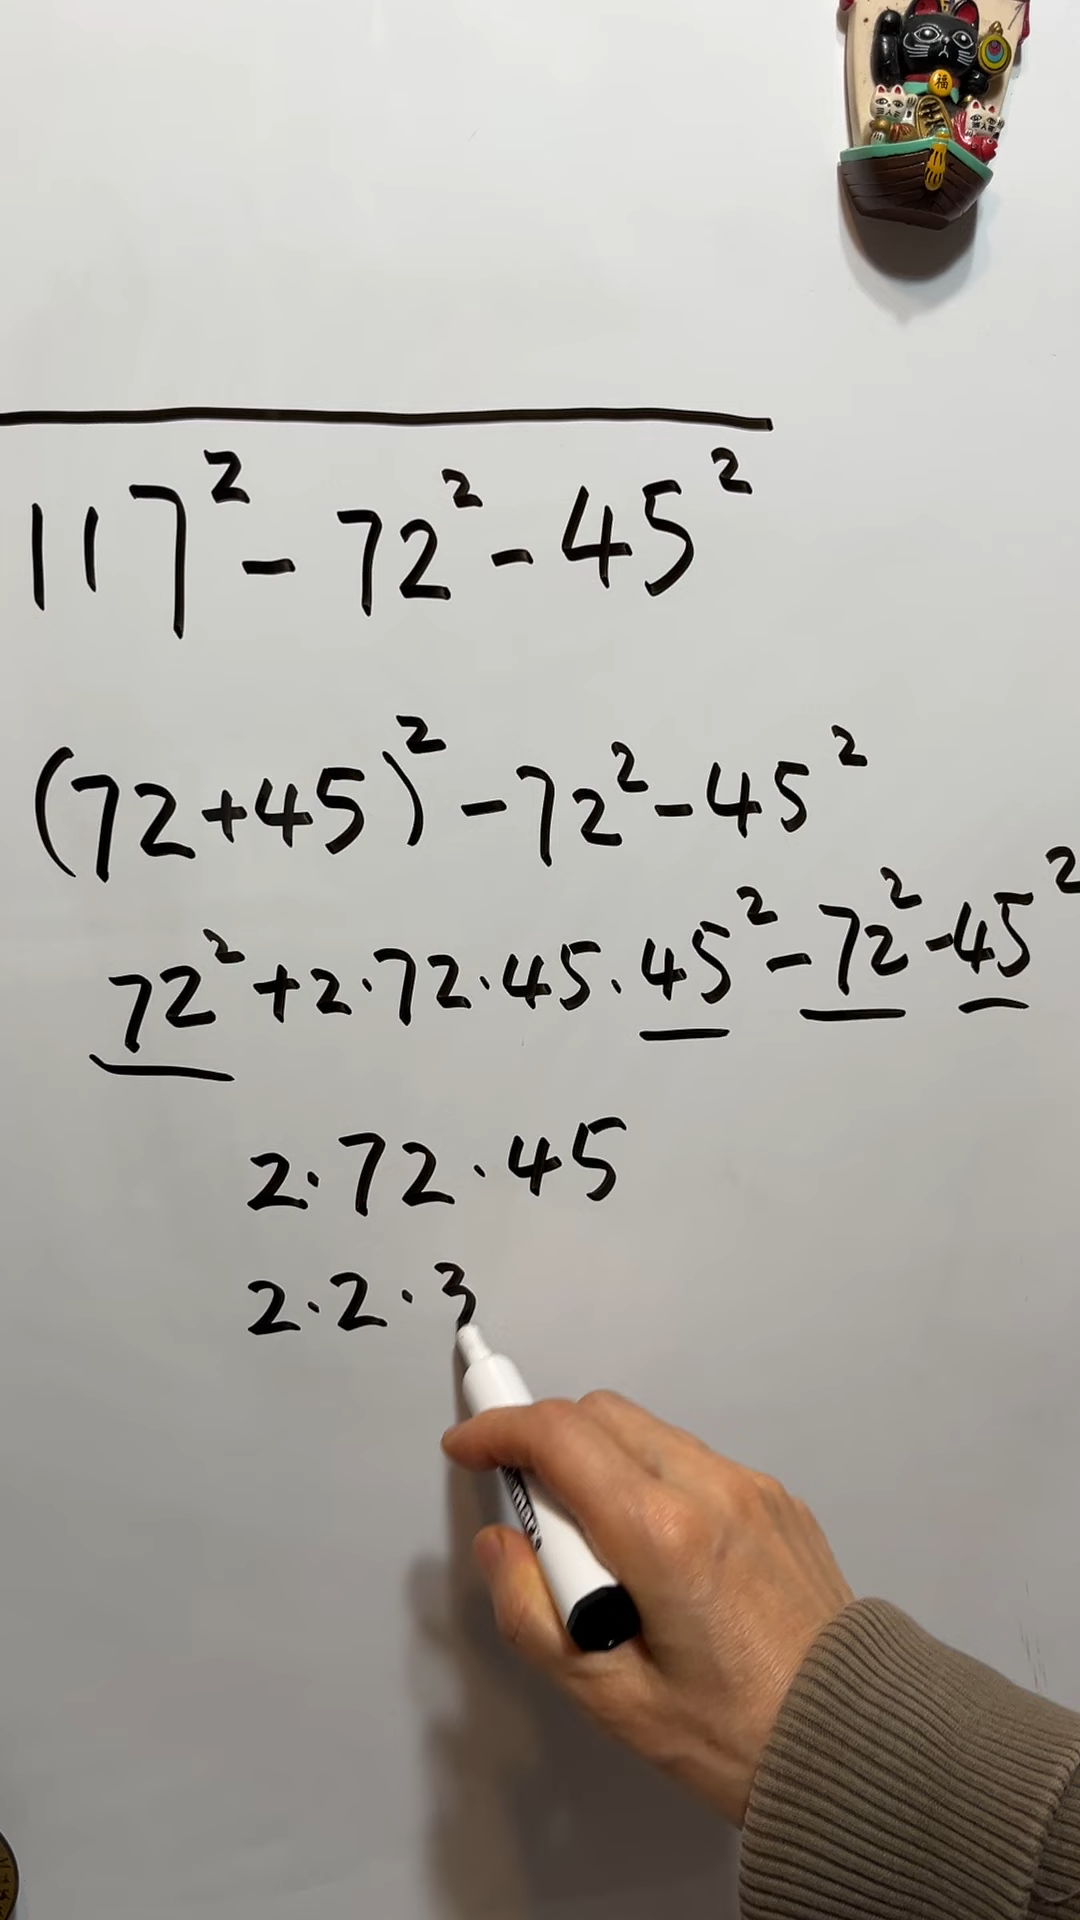 福
117² - 72² - 45²
(72+45)² - 72² - 45²
72² + 2·72·45·45² - 72² - 45²
2·72·45
2·2·3